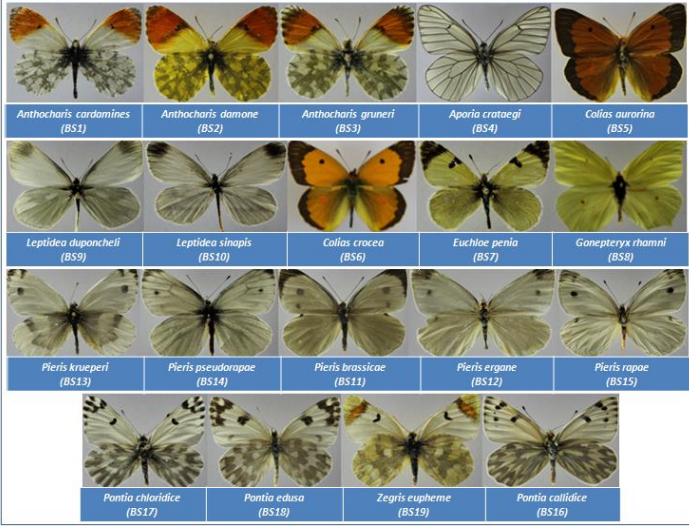 Anthocharis cardamines
(BS1)
Anthocharis damone
(BS2)
Anthocharis gruneri
(BS3)
Aporia crataegi
(BS4)
Colias aurorina
(BS5)
Leptidea duponcheli
(BS9)
Leptidea sinapis
(BS10)
Colias crocea
(BS6)
Euchloe penia
(BS7)
Gonepteryx rhamni
(BS8)
Pieris krueperi
(BS13)
Pieris pseudorapae
(BS14)
Pieris brassicae
(BS11)
Pieris ergane
(BS12)
Pieris rapae
(BS15)
Pontia chloridice
(BS17)
Pontia edusa
(BS18)
Zegris eupheme
(BS19)
Pontia callidice
(BS16)